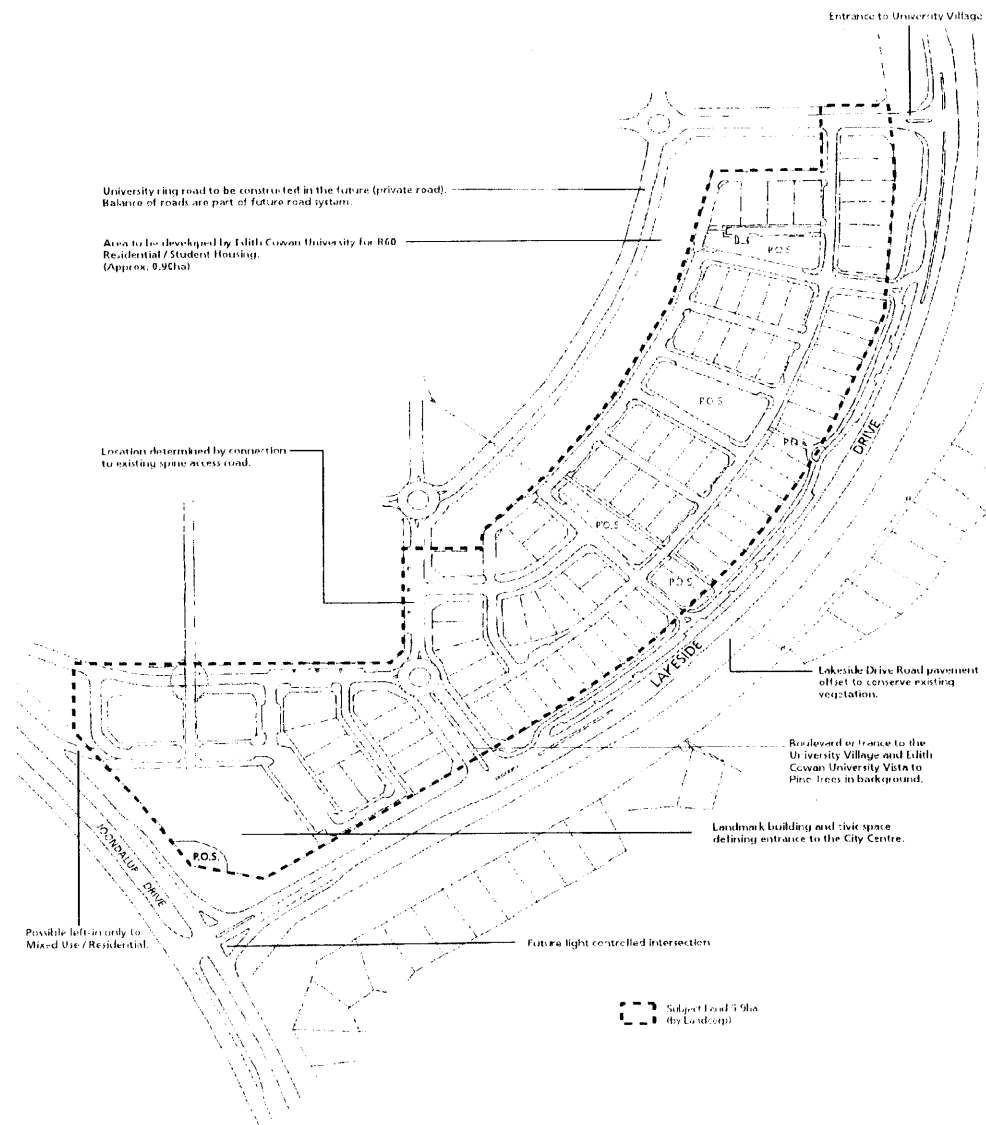 Entrance to University Village
University ring road to be constructed in the future (private road).
Balance of roads are part of future road system.
Area to be developed by Edith Cowan University for R60
Residential / Student Housing.
(Approx. 0.90ha)
P.O.S
P.O.S
DRIVE
Location determined by connection
to existing spine access road.
P.O.S
P.O.S
LAKESIDE
Lakeside Drive Road pavement
offset to conserve existing
vegetation.
Boulevard entrance to the
University Village and Edith
Cowan University Vista to
Pine Trees in background.
Landmark building and civic space
defining entrance to the City Centre.
P.O.S.
JOONDALUP
DRIVE
Possible left-in only to
Mixed Use / Residential.
Future light controlled intersection
Subject Land
(by Landcorp)